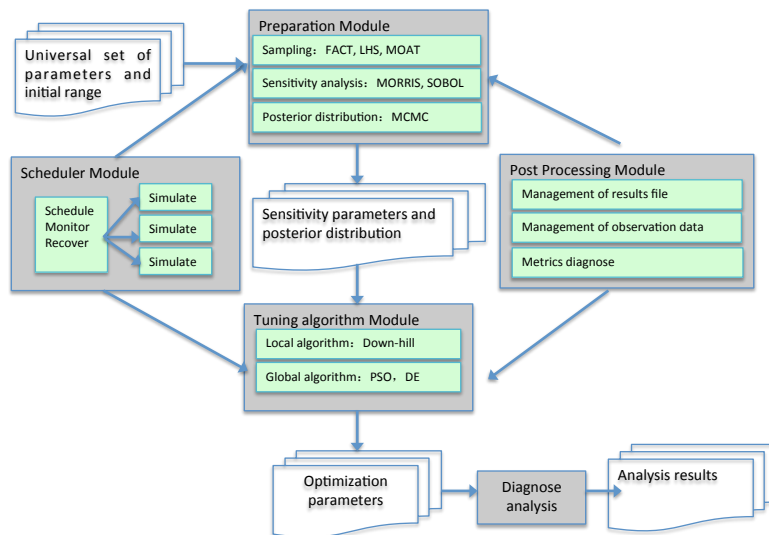 Preparation Module
Universal set of
parameters and
initial range
Sampling：FACT, LHS, MOAT
Sensitivity analysis：MORRIS, SOBOL
Posterior distribution：MCMC
Scheduler Module
Schedule
Monitor
Recover
Simulate
Simulate
Simulate
Sensitivity parameters and
posterior distribution
Post Processing Module
Management of results file
Management of observation data
Metrics diagnose
Tuning algorithm Module
Local algorithm：Down-hill
Global algorithm：PSO，DE
Optimization
parameters
Diagnose
analysis
Analysis results